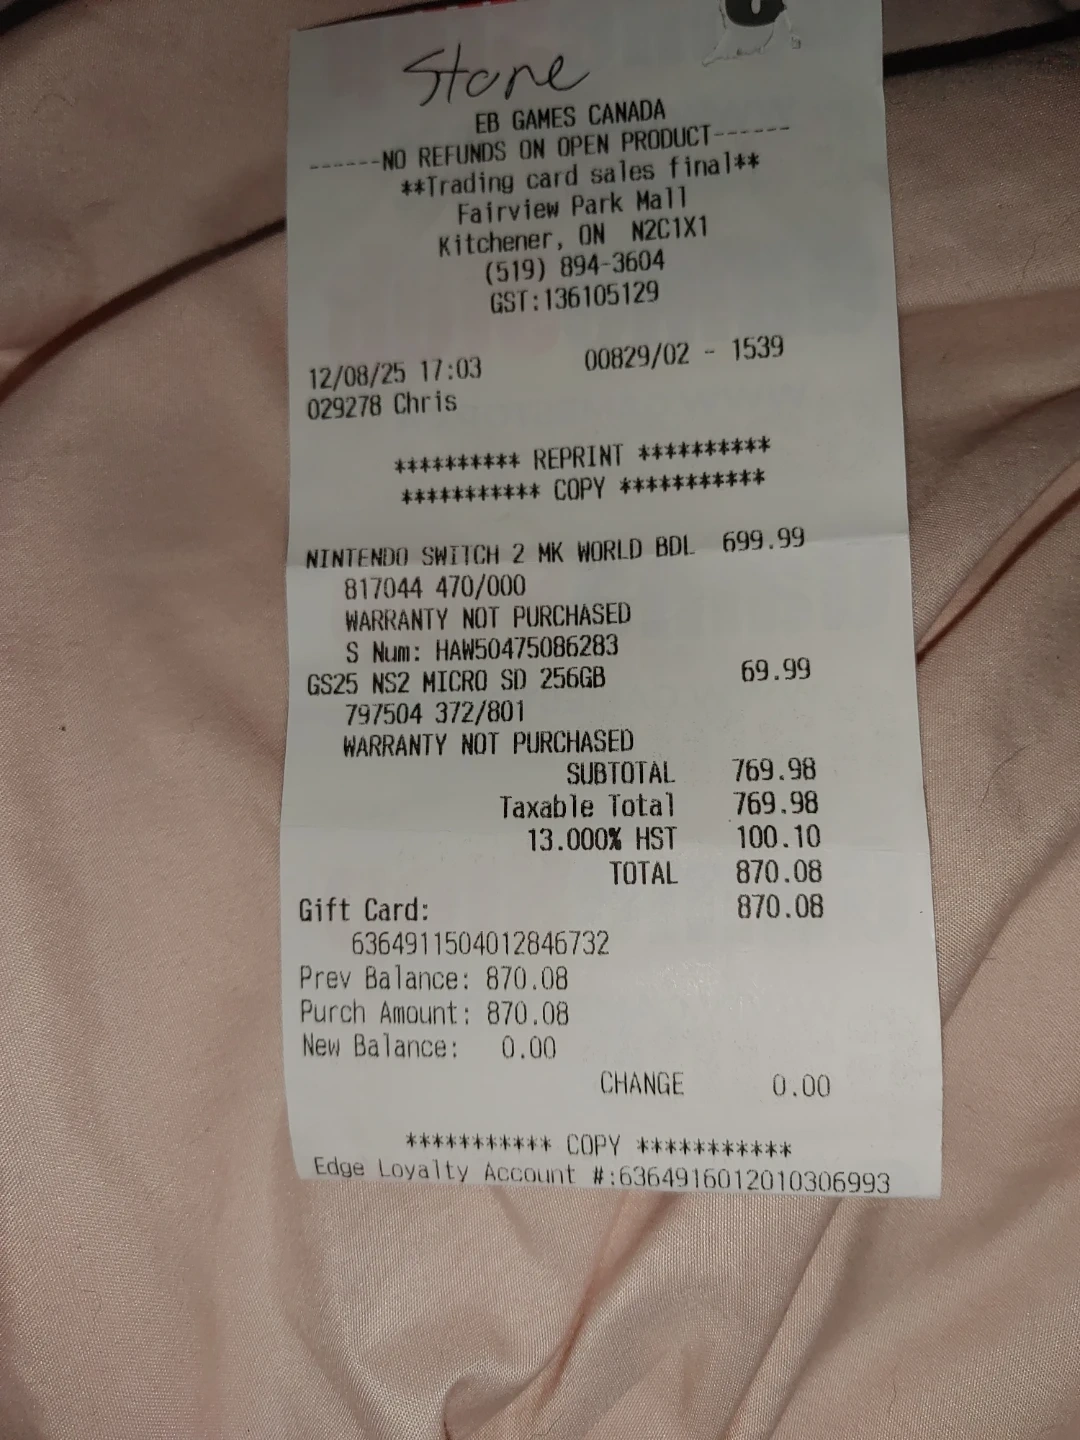 Store
EB GAMES CANADA
------NO REFUNDS ON OPEN PRODUCT------
**Trading card sales final**
Fairview Park Mall
Kitchener, ON N2C1X1
(519) 894-3604
GST:136105129
12/08/25 17:03 00829/02 - 1539
029278 Chris
********** REPRINT **********
*********** COPY ***********
NINTENDO SWITCH 2 MK WORLD BDL 699.99
817044 470/000
WARRANTY NOT PURCHASED
S Num: HAW50475086283
GS25 NS2 MICRO SD 256GB 69.99
797504 372/801
WARRANTY NOT PURCHASED
SUBTOTAL 769.98
Taxable Total 769.98
13.000% HST 100.10
TOTAL 870.08
Gift Card: 870.08
6364911504012846732
Prev Balance: 870.08
Purch Amount: 870.08
New Balance: 0.00
CHANGE 0.00
*********** COPY ***********
Edge Loyalty Account #:6364916012010306993